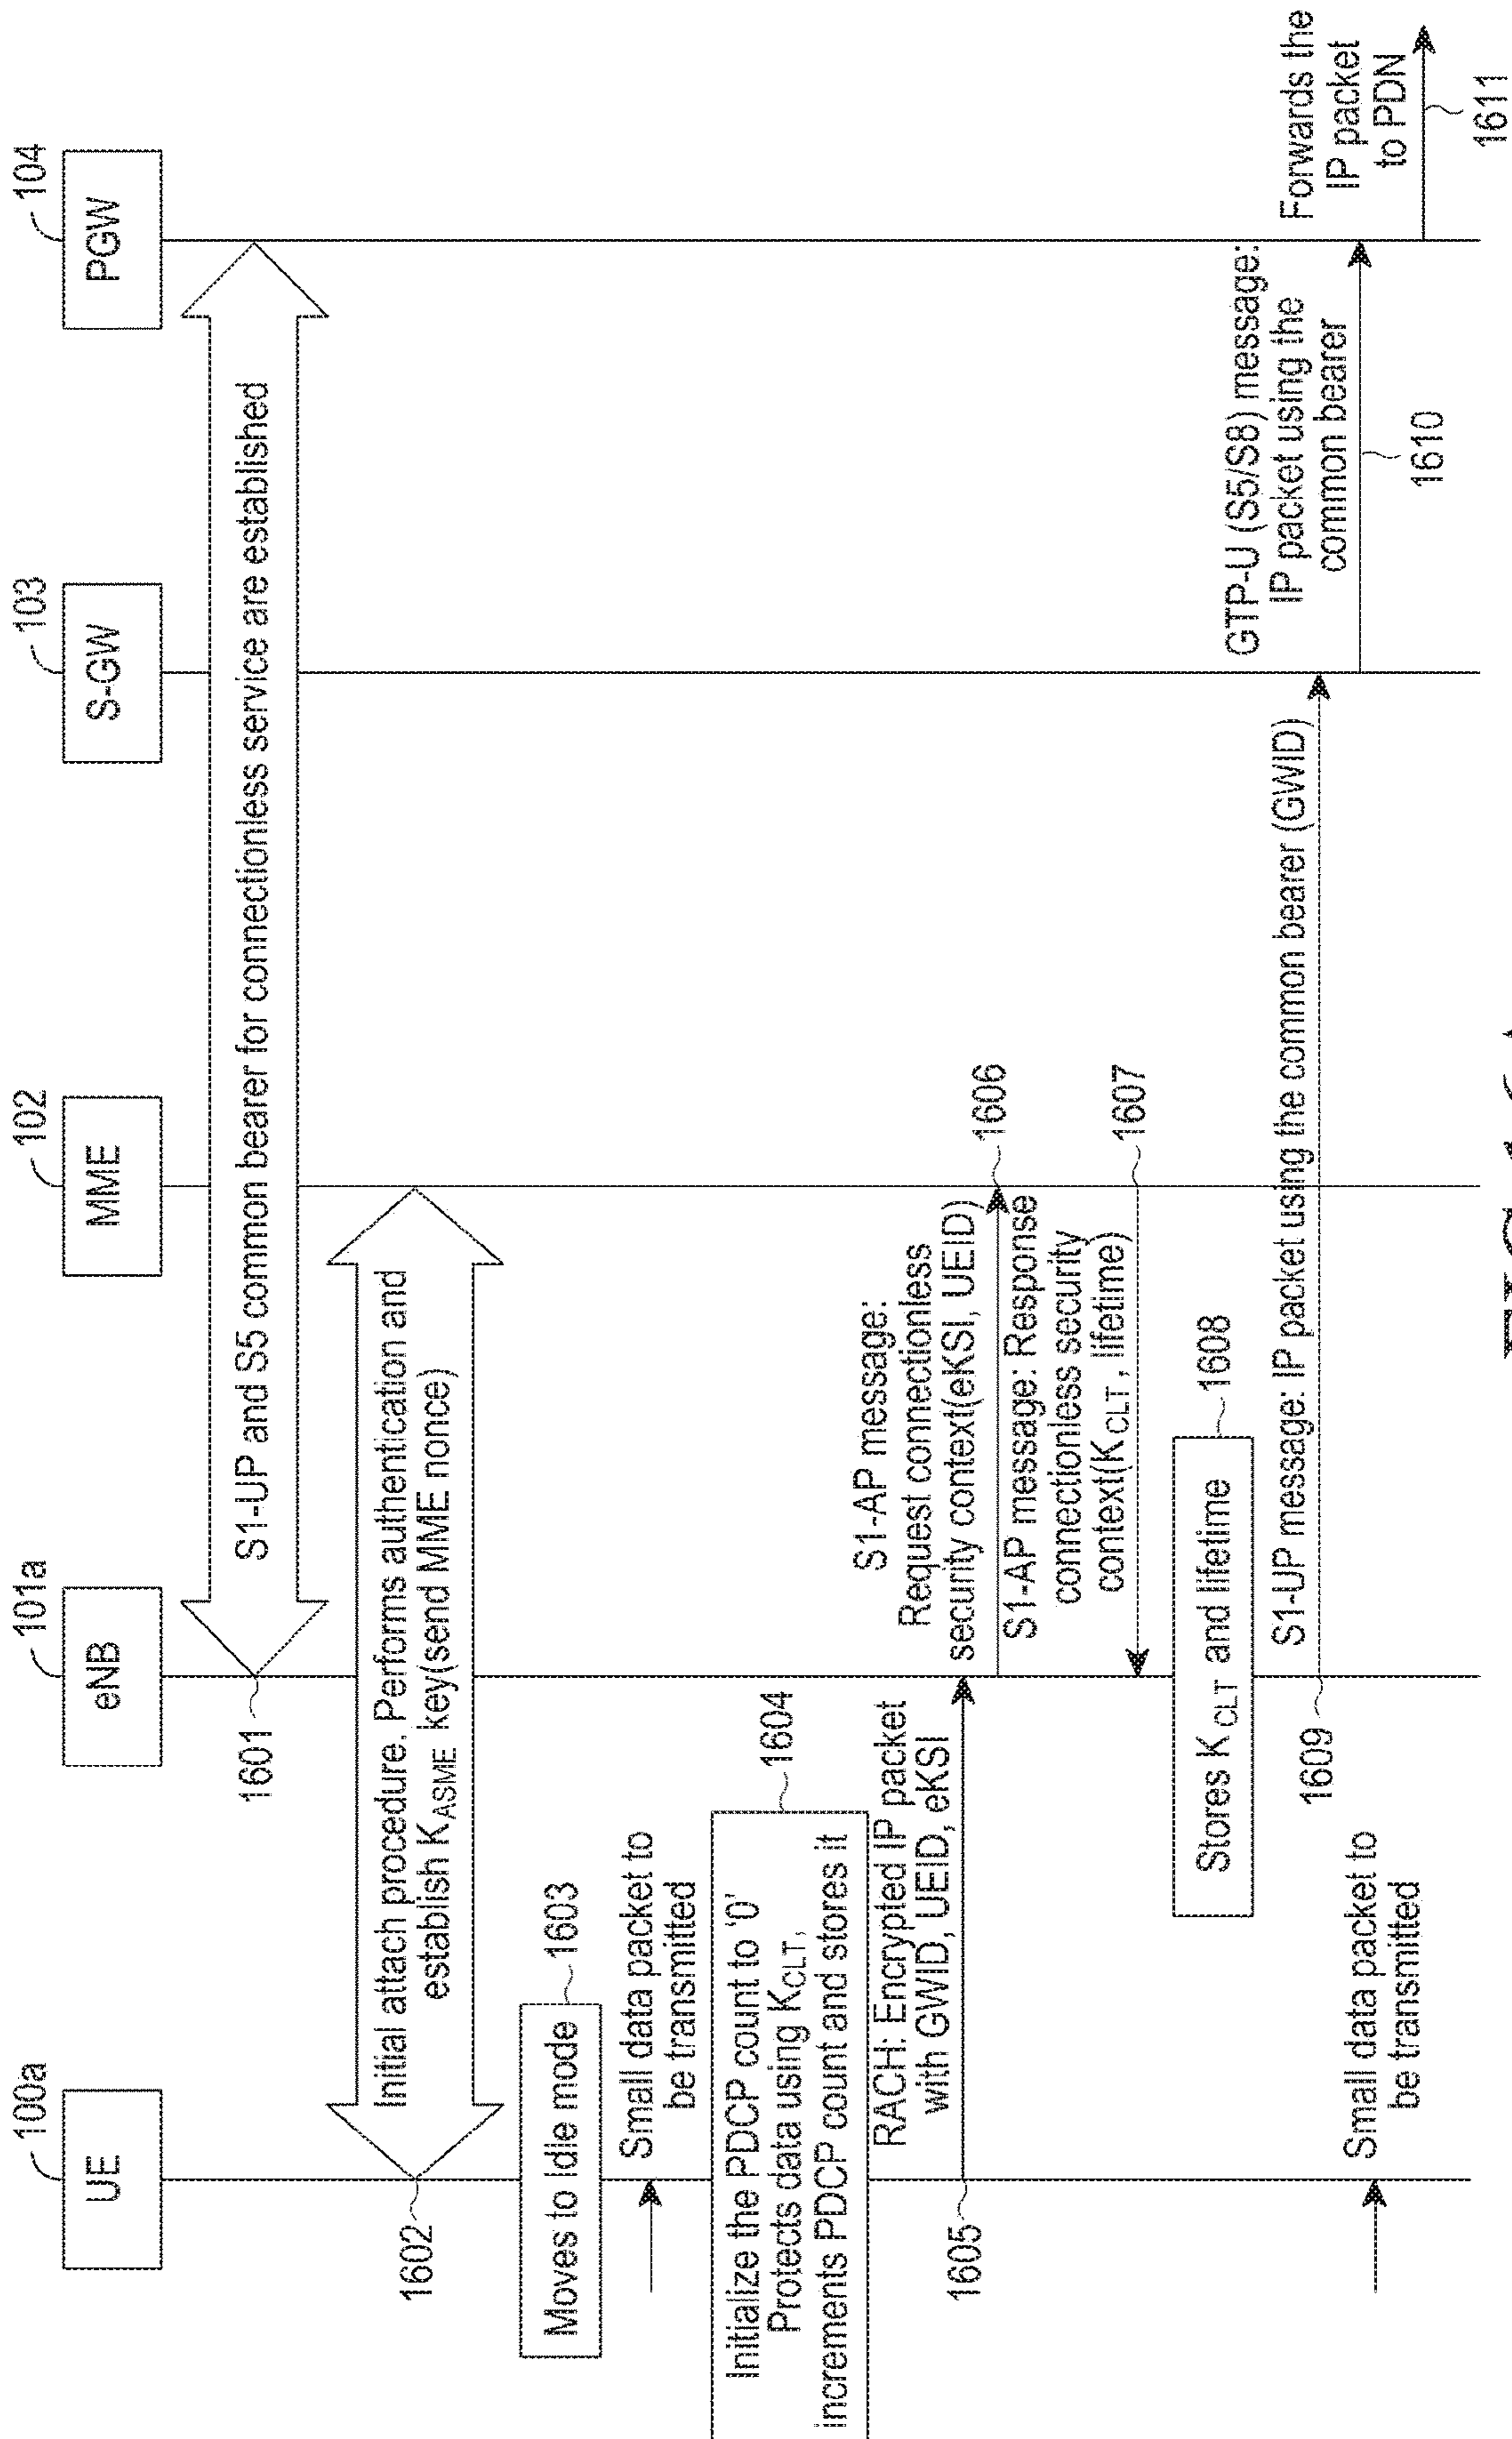 100a
UE
101a
eNB
102
MME
103
S-GW
104
PGW
S1-UP and S5 common bearer for connectionless service are established
1601
Initial attach procedure. Performs authentication and
establish KASME key(send MME nonce)
1602
Moves to Idle mode
1603
Small data packet to
be transmitted
Initialize the PDCP count to '0'
Protects data using KCLT,
increments PDCP count and stores it
1604
RACH: Encrypted IP packet
with GWID, UEID, eKSI
1605
S1-AP message:
Request connectionless
security context(eKSI, UEID)
1606
S1-AP message: Response
connectionless security
context(KCLT, lifetime)
1607
Stores KCLT and lifetime
1608
S1-UP message: IP packet using the common bearer (GWID)
1609
GTP-U (S5/S8) message:
IP packet using the
common bearer
1610
Small data packet to
be transmitted
Forwards the
IP packet
to PDN
1611